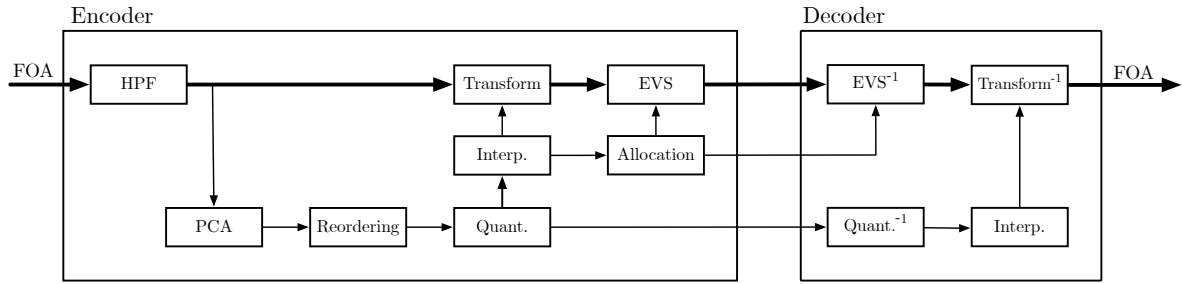 Encoder
Decoder
FOA
HPF
Transform
EVS
EVS-1
Transform-1
FOA
Interp.
Allocation
PCA
Reordering
Quant.
Quant.-1
Interp.